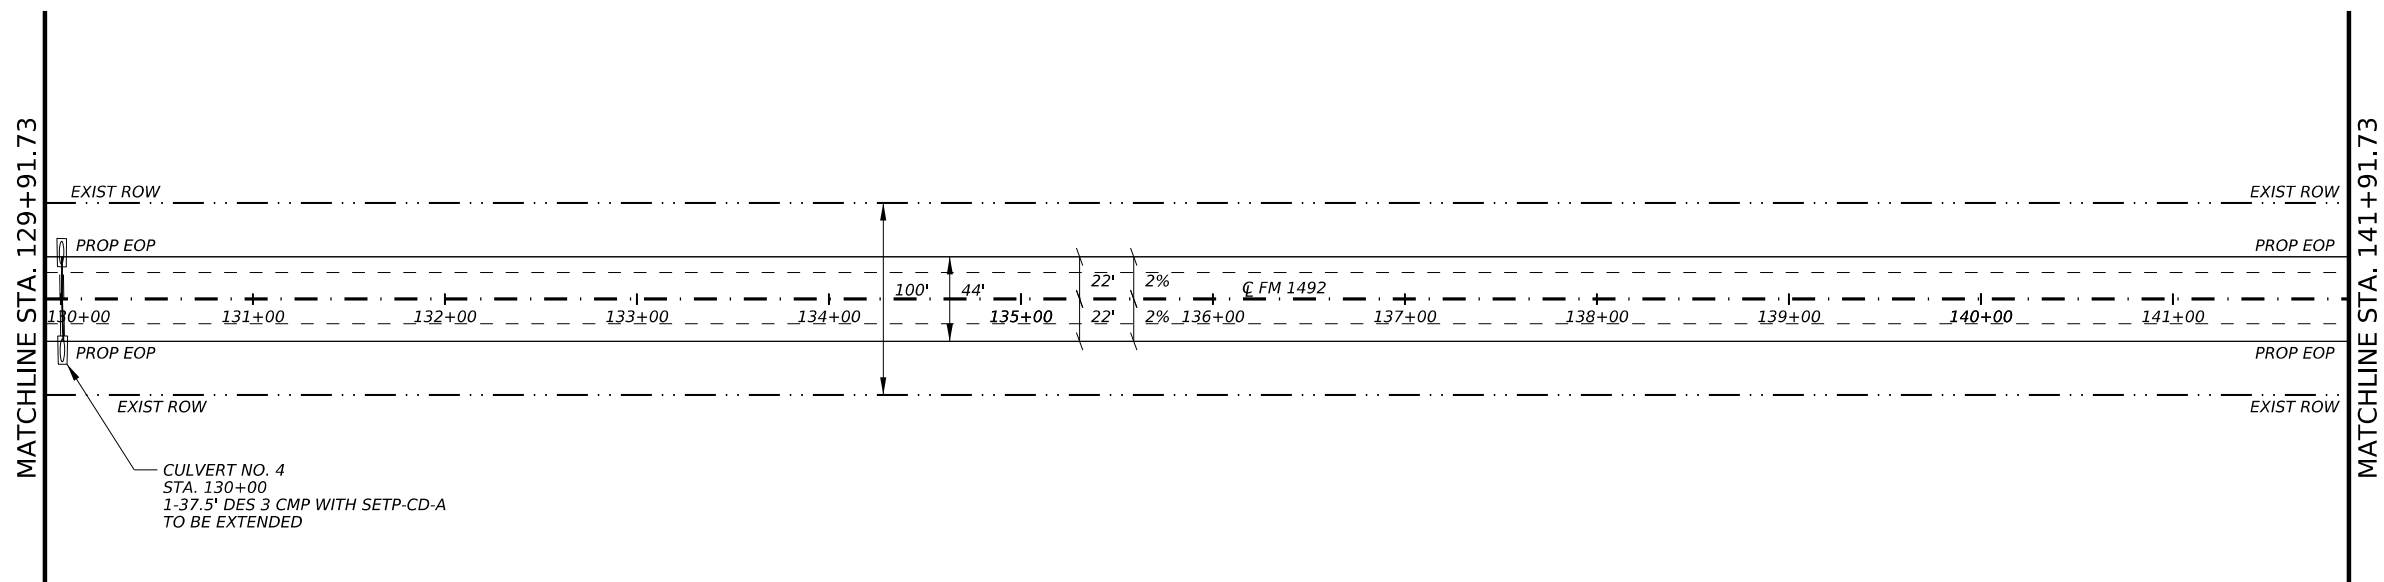 MATCHLINE STA. 129+91.73
EXIST ROW
EXIST ROW
PROP EOP
PROP EOP
100'
44'
22'
2%
℄ FM 1492
130+00
131+00
132+00
133+00
134+00
135+00
22'
2%
136+00
137+00
138+00
139+00
140+00
141+00
PROP EOP
PROP EOP
EXIST ROW
EXIST ROW
CULVERT NO. 4
STA. 130+00
1-37.5' DES 3 CMP WITH SETP-CD-A
TO BE EXTENDED
MATCHLINE STA. 141+91.73